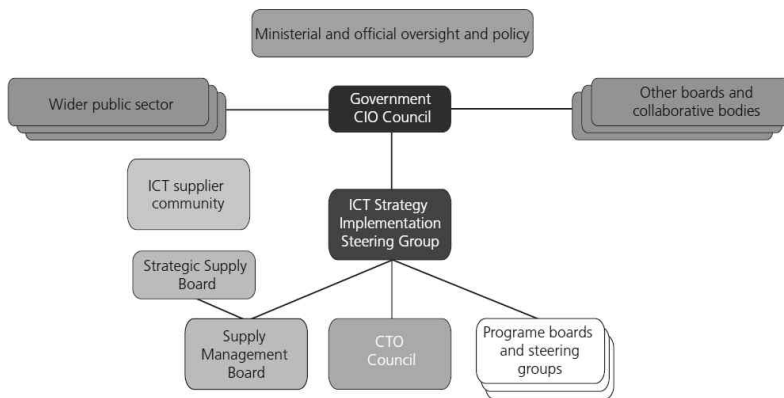 Ministerial and official oversight and policy
Wider public sector
Government
CIO Council
Other boards and
collaborative bodies
ICT supplier
community
ICT Strategy
Implementation
Steering Group
Strategic Supply
Board
Supply
Management
Board
CTO
Council
Programe boards
and steering
groups